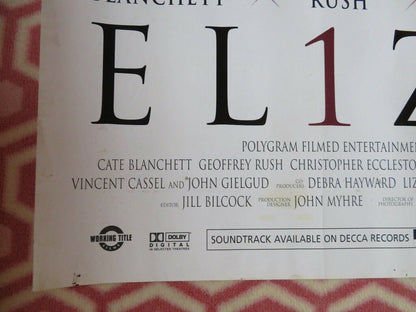 BLANCHETT RUSH
EL1Z
POLYGRAM FILMED ENTERTAINMEN
CATE BLANCHETT GEOFFREY RUSH CHRISTOPHER ECCLESTO
VINCENT CASSEL AND JOHN GIELGUD CO-PRODUCERS DEBRA HAYWARD LIZ
EDITOR JILL BILCOCK PRODUCTION DESIGNER JOHN MYHRE DIRECTOR OF PHOTOGRAPHY
WORKING TITLE
DOLBY
DIGITAL
IN SELECTED THEATRES
SOUNDTRACK AVAILABLE ON DECCA RECORDS